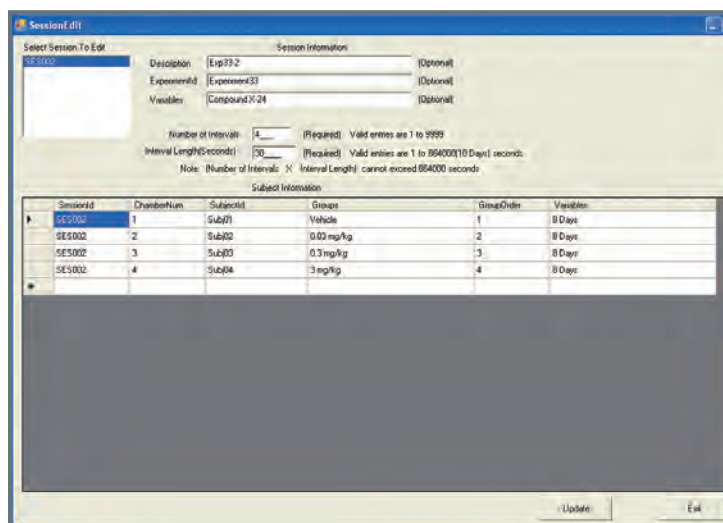 SessionEdit
Select Session To Edit
Session Information
SES002
Description Exp33-2 (Optional)
ExperimentId Experiment33 (Optional)
Variables Compound X-24 (Optional)
Number of Intervals 4___ (Required) Valid entries are 1 to 9999
Interval Length(Seconds) 30____ (Required) Valid entries are 1 to 864000(10 Days) seconds
Note: (Number of Intervals X Interval Length) cannot exceed 864000 seconds
Subject Information
SessionId ChamberNum SubjectId Groups GroupOrder Variables
SES002 1 Subj01 Vehicle 1 8 Days
SES002 2 Subj02 0.03 mg/kg 2 8 Days
SES002 3 Subj03 0.3 mg/kg 3 8 Days
SES002 4 Subj04 3 mg/kg 4 8 Days
Update Exit